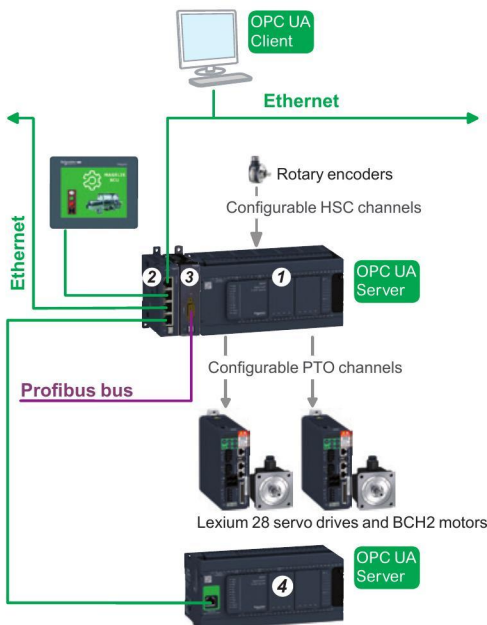 OPC UA
Client
Ethernet
Rotary encoders
Configurable HSC channels
Ethernet
2
3
1
OPC UA
Server
Configurable PTO channels
Profibus bus
Lexium 28 servo drives and BCH2 motors
OPC UA
Server
4